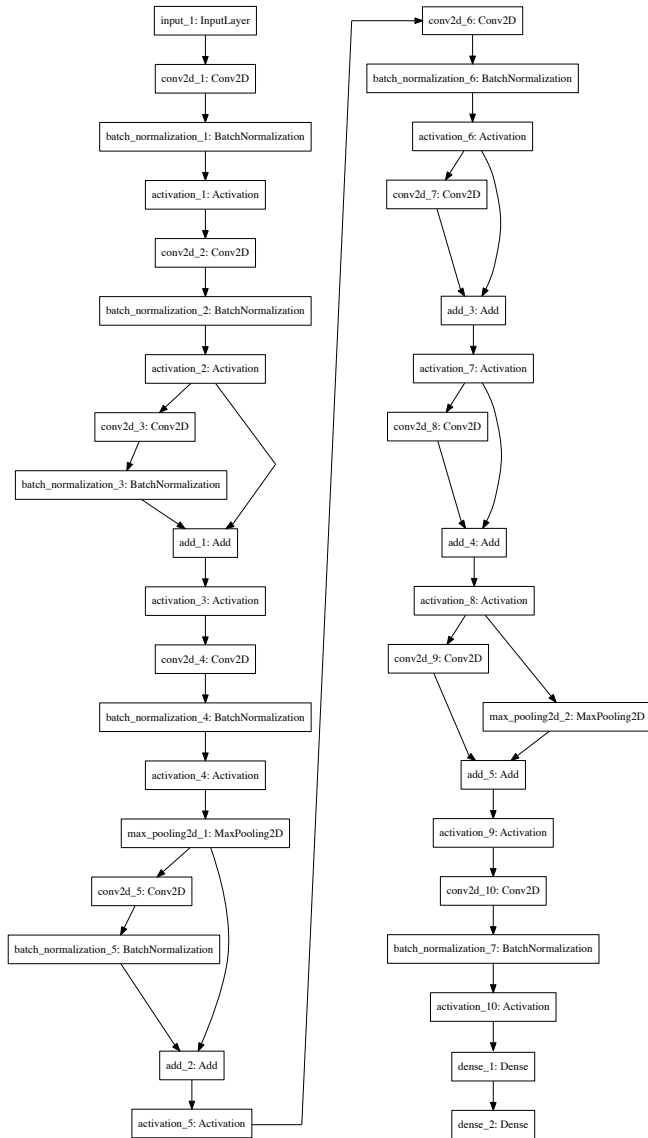 input_1: InputLayer
conv2d_1: Conv2D
batch_normalization_1: BatchNormalization
activation_1: Activation
conv2d_2: Conv2D
batch_normalization_2: BatchNormalization
activation_2: Activation
conv2d_3: Conv2D
batch_normalization_3: BatchNormalization
add_1: Add
activation_3: Activation
conv2d_4: Conv2D
batch_normalization_4: BatchNormalization
activation_4: Activation
max_pooling2d_1: MaxPooling2D
conv2d_5: Conv2D
batch_normalization_5: BatchNormalization
add_2: Add
activation_5: Activation
conv2d_6: Conv2D
batch_normalization_6: BatchNormalization
activation_6: Activation
conv2d_7: Conv2D
add_3: Add
activation_7: Activation
conv2d_8: Conv2D
add_4: Add
activation_8: Activation
conv2d_9: Conv2D
max_pooling2d_2: MaxPooling2D
add_5: Add
activation_9: Activation
conv2d_10: Conv2D
batch_normalization_7: BatchNormalization
activation_10: Activation
dense_1: Dense
dense_2: Dense